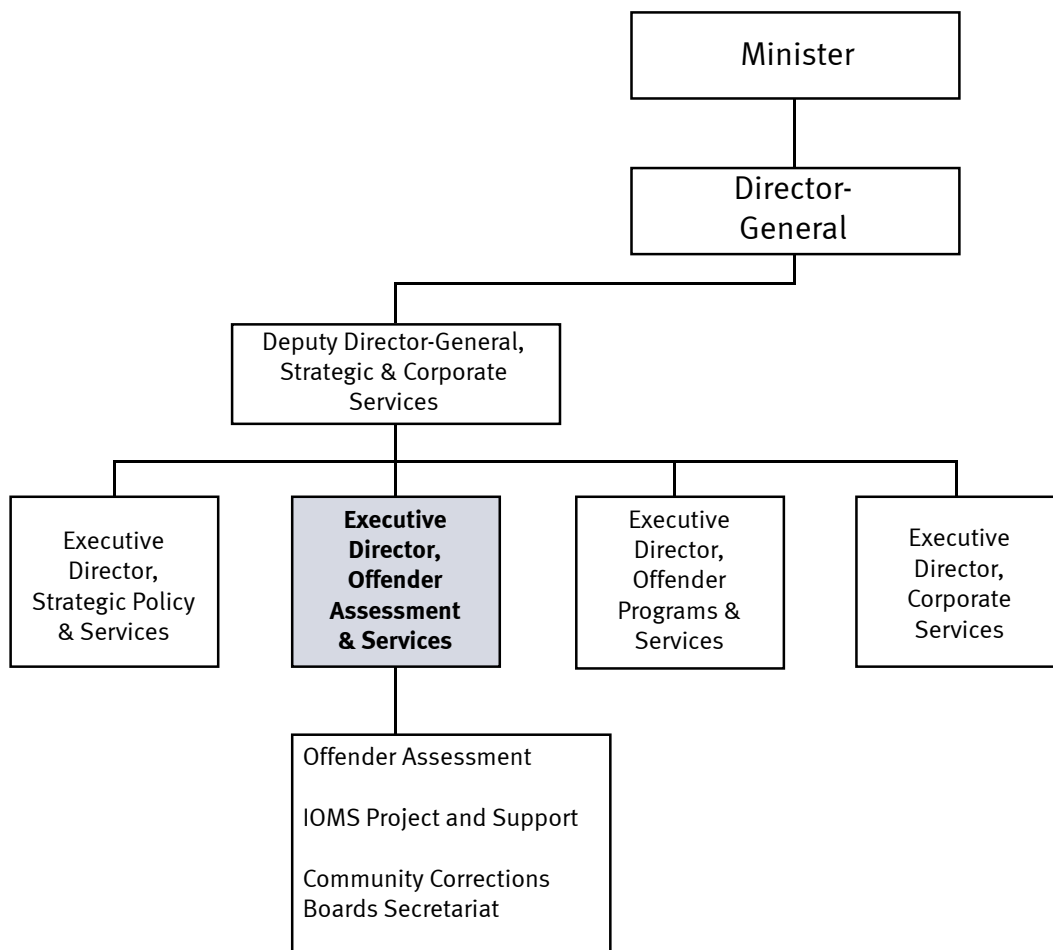 Minister
Director-
General
Deputy Director-General,
Strategic & Corporate
Services
Executive
Director,
Strategic Policy
& Services
Executive
Director,
Offender
Assessment
& Services
Executive
Director,
Offender
Programs &
Services
Executive
Director,
Corporate
Services
Offender Assessment
IOMS Project and Support
Community Corrections
Boards Secretariat